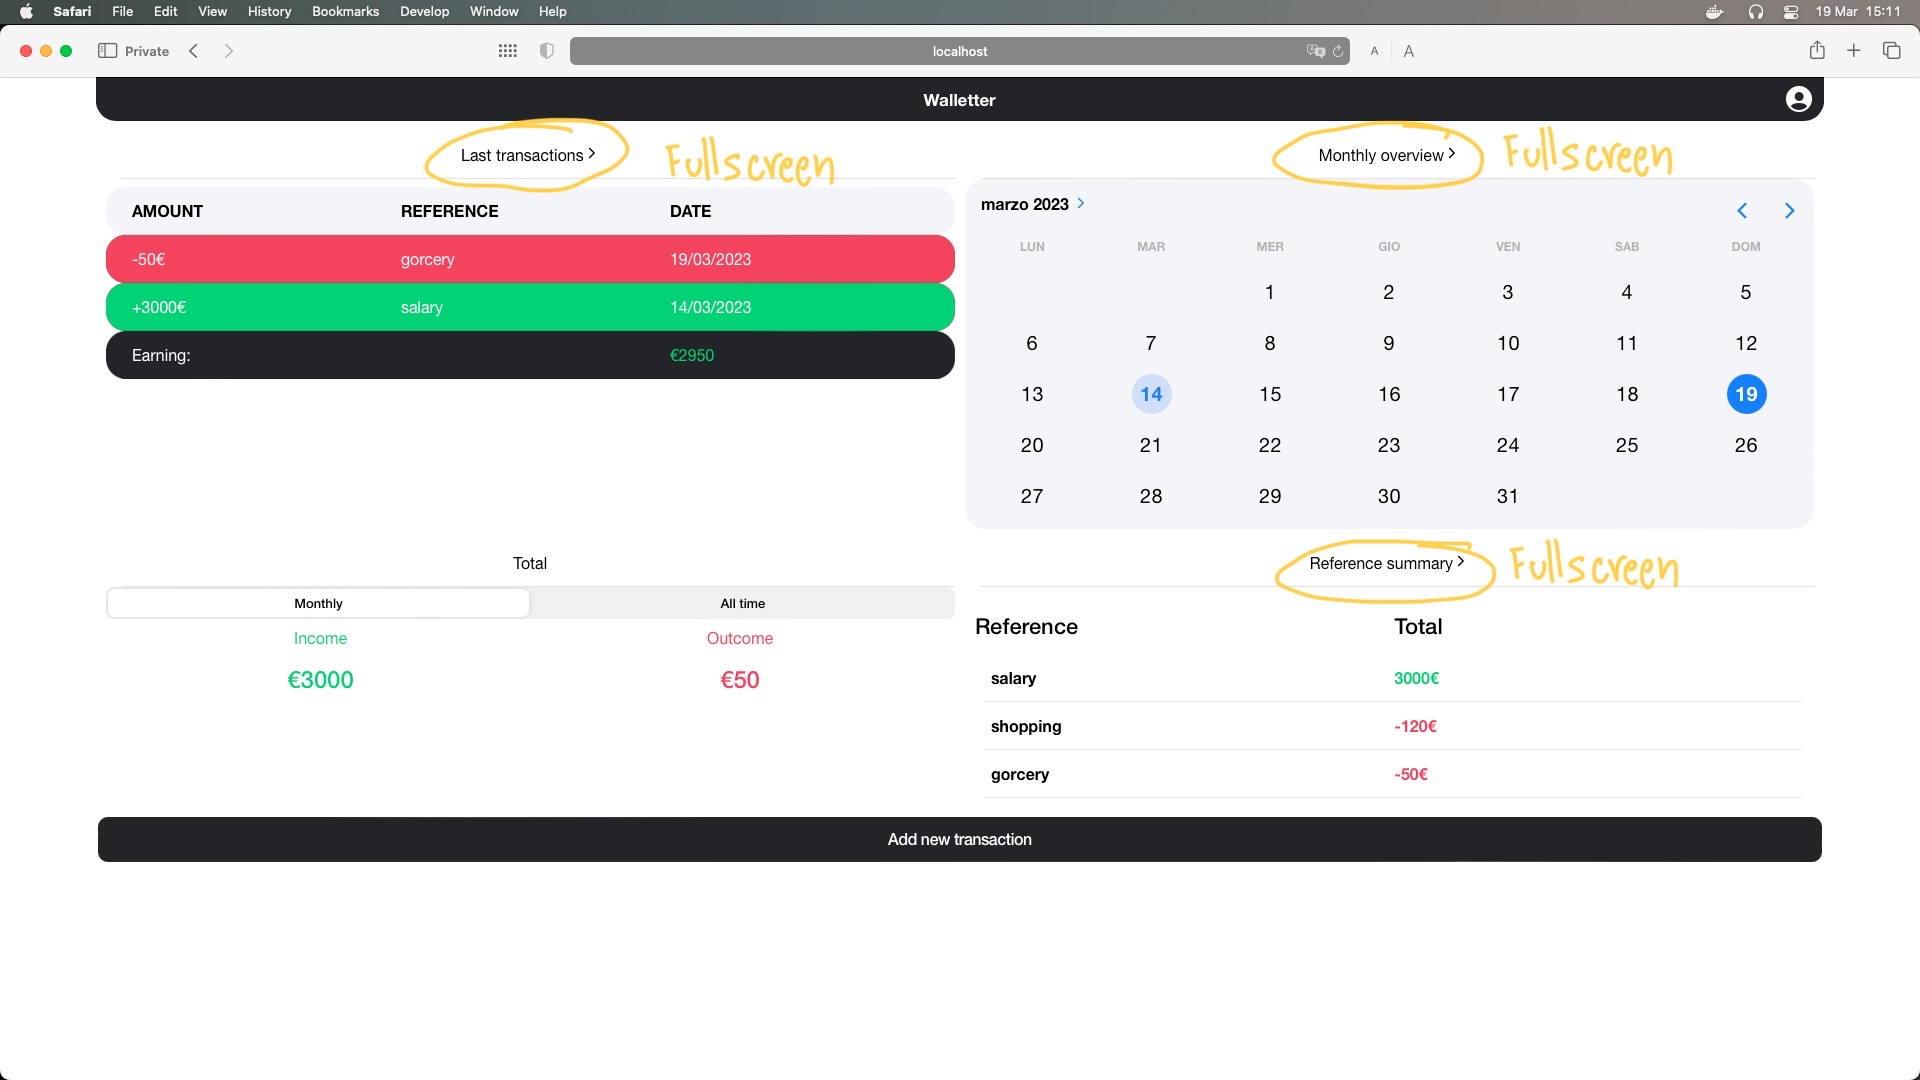 Safari File Edit View History Bookmarks Develop Window Help 19 Mar 15:11
Private localhost A A
Walletter
Last transactions > Fullscreen
AMOUNT REFERENCE DATE
-50€ gorcery 19/03/2023
+3000€ salary 14/03/2023
Earning: €2950
Monthly overview > Fullscreen
marzo 2023 >
LUN MAR MER GIO VEN SAB DOM
1 2 3 4 5
6 7 8 9 10 11 12
13 14 15 16 17 18 19
20 21 22 23 24 25 26
27 28 29 30 31
Total
Monthly All time
Income Outcome
€3000 €50
Reference summary > Fullscreen
Reference Total
salary 3000€
shopping -120€
gorcery -50€
Add new transaction